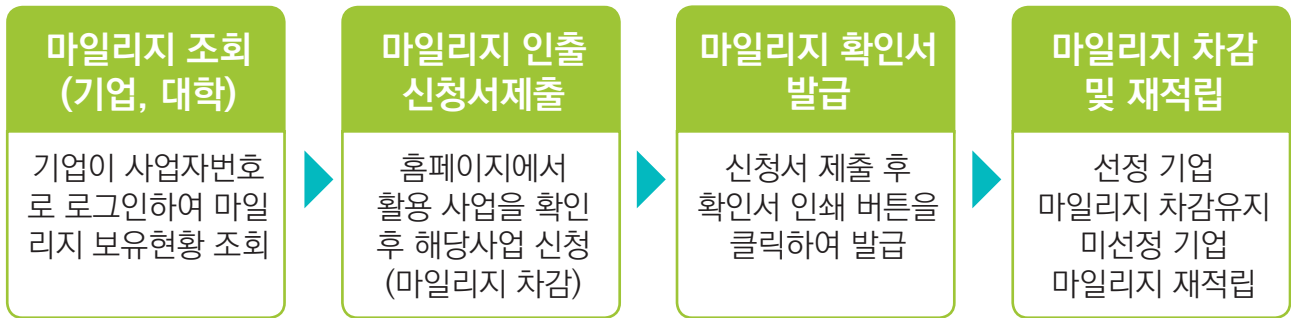 마일리지 조회
(기업, 대학)
기업이 사업자번호
로 로그인하여 마일
리지 보유현황 조회
마일리지 인출
신청서제출
홈페이지에서
활용 사업을 확인
후 해당사업 신청
(마일리지 차감)
마일리지 확인서
발급
신청서 제출 후
확인서 인쇄 버튼을
클릭하여 발급
마일리지 차감
및 재적립
선정 기업
마일리지 차감유지
미선정 기업
마일리지 재적립